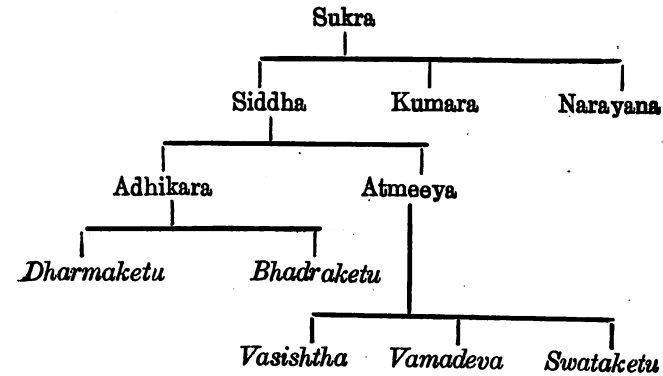 Sukra
Siddha Kumara Narayana
Adhikara Atmeeya
Dharmaketu Bhadraketu
Vasishtha Vamadeva Swataketu